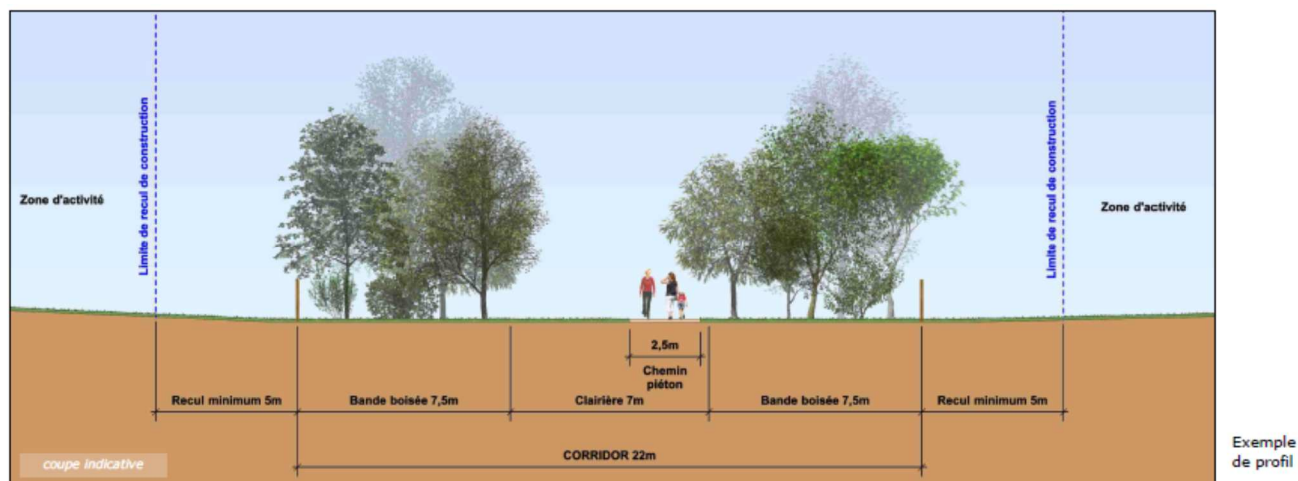 Limite de recul de construction
Limite de recul de construction
Zone d'activité
Zone d'activité
2,5m
Chemin
piéton
Recul minimum 5m
Bande boisée 7,5m
Clairière 7m
Bande boisée 7,5m
Recul minimum 5m
CORRIDOR 22m
coupe indicative
Exemple
de profil